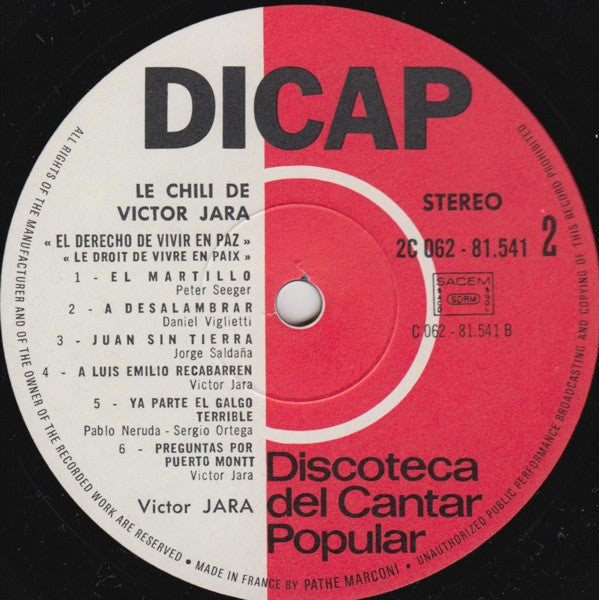 DICAP
LE CHILI DE
VICTOR JARA
« EL DERECHO DE VIVIR EN PAZ »
« LE DROIT DE VIVRE EN PAIX »
1 - EL MARTILLO
Peter Seeger
2 - A DESALAMBRAR
Daniel Viglietti
3 - JUAN SIN TIERRA
Jorge Saldaña
4 - A LUIS EMILIO RECABARREN
Victor Jara
5 - YA PARTE EL GALGO
TERRIBLE
Pablo Neruda - Sergio Ortega
6 - PREGUNTAS POR
PUERTO MONTT
Victor Jara
Victor JARA
STEREO
2C 062 - 81.541 2
SACEM
SACD
SDRM
SGDL
C 062 - 81.541 B
Discoteca
del Cantar
Popular
ALL RIGHTS OF THE MANUFACTURER AND OF THE OWNER OF THE RECORDED WORK ARE RESERVED • MADE IN FRANCE BY PATHE MARCONI • UNAUTHORIZED PUBLIC PERFORMANCE BROADCASTING AND COPYING OF THIS RECORD PROHIBITED